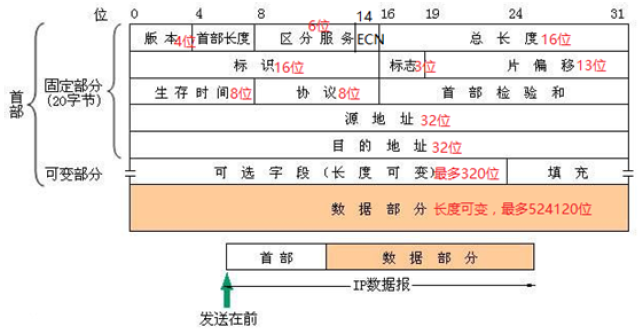 位 0 4 8 14 16 19 24 31
版本4位 首部长度 区分服务6位 ECN 总长度16位
标识16位 标志3位 片偏移13位
生存时间8位 协议8位 首部检验和
源地址32位
目的地址32位
可选字段(长度可变)最多320位 填充
数据部分长度可变，最多524120位
首部
固定部分
(20字节)
可变部分
首部 数据部分
IP数据报
发送在前